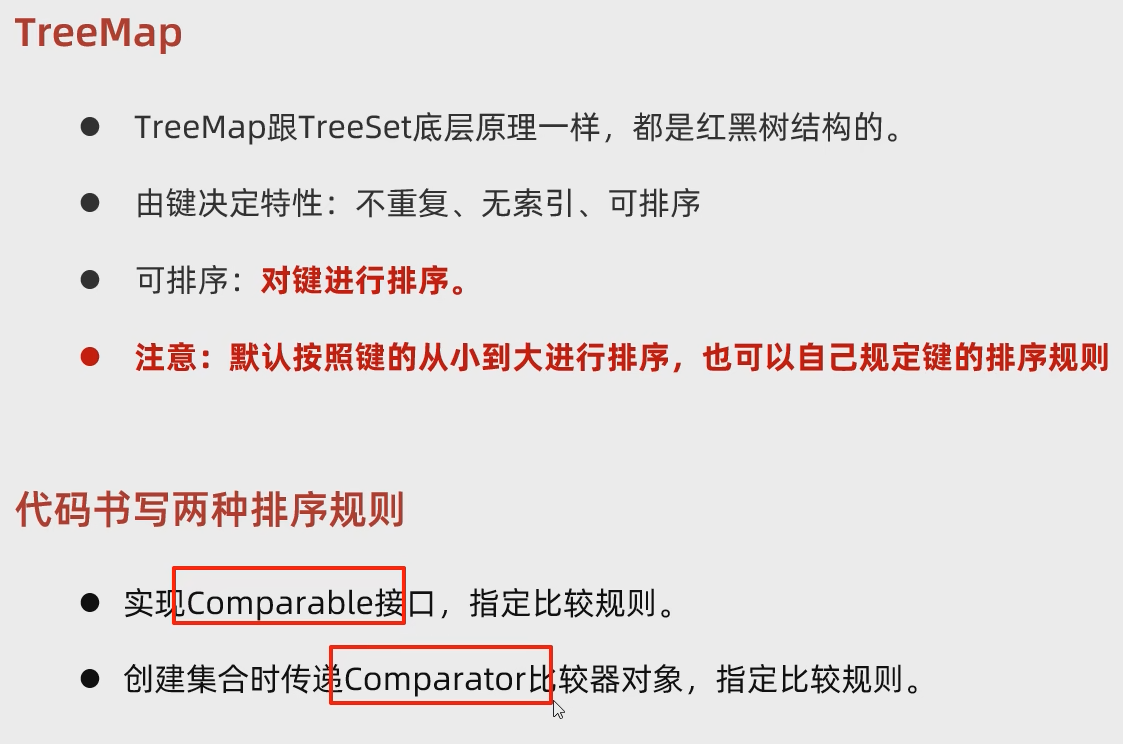 TreeMap
TreeMap跟TreeSet底层原理一样，都是红黑树结构的。
由键决定特性：不重复、无索引、可排序
可排序：对键进行排序。
注意：默认按照键的从小到大进行排序，也可以自己规定键的排序规则
代码书写两种排序规则
实现Comparable接口，指定比较规则。
创建集合时传递Comparator比较器对象，指定比较规则。